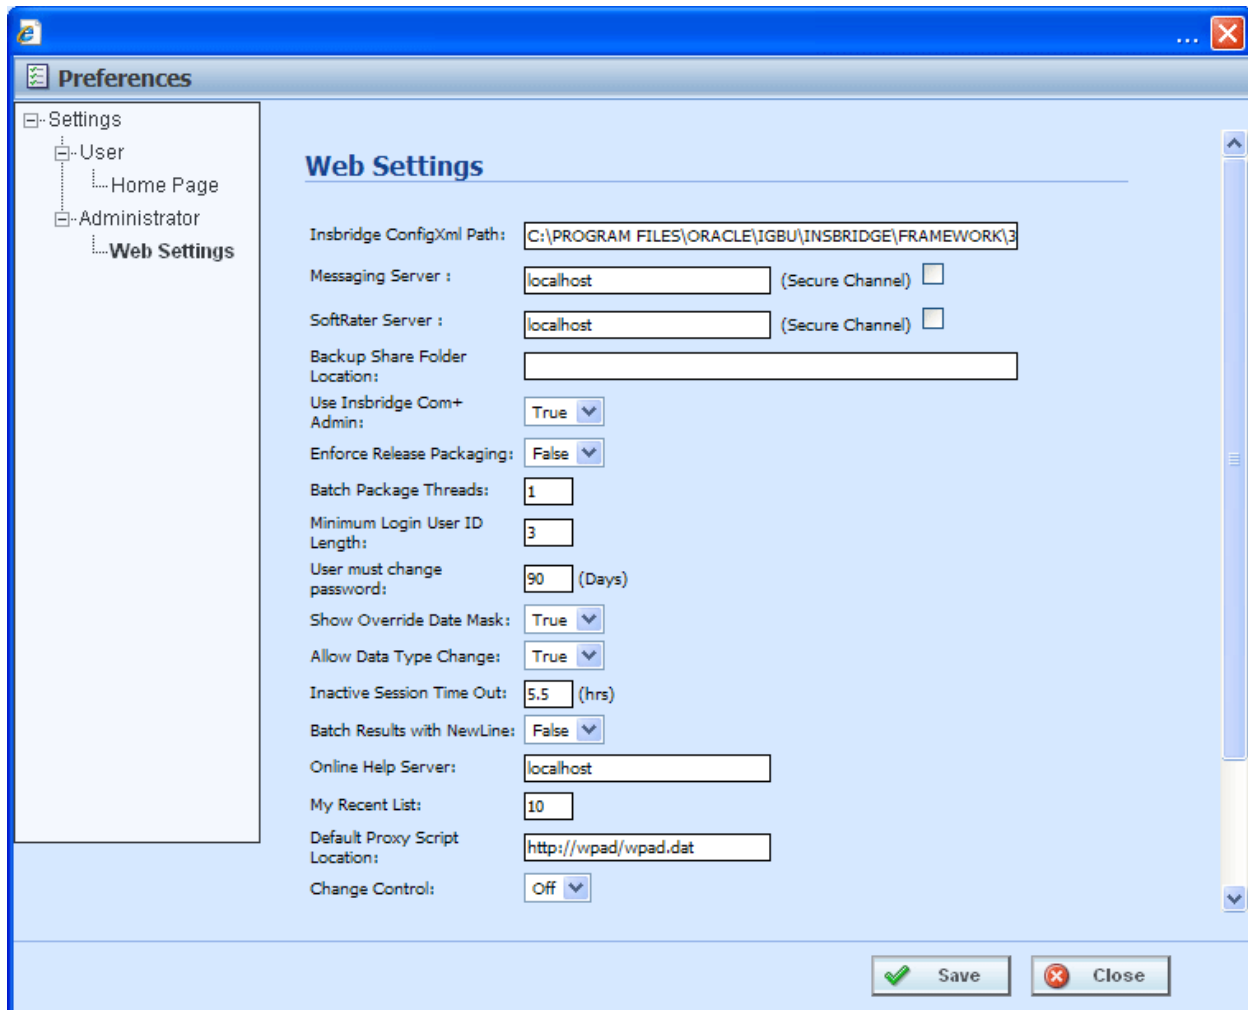 ...
Preferences
Settings
User
Home Page
Administrator
Web Settings
Web Settings
Insbridge ConfigXml Path: C:\PROGRAM FILES\ORACLE\IGBU\INSBRIDGE\FRAMEWORK\3
Messaging Server : localhost (Secure Channel)
SoftRater Server : localhost (Secure Channel)
Backup Share Folder
Location:
Use Insbridge Com+
Admin: True
Enforce Release Packaging: False
Batch Package Threads: 1
Minimum Login User ID
Length: 3
User must change
password: 90 (Days)
Show Override Date Mask: True
Allow Data Type Change: True
Inactive Session Time Out: 5.5 (hrs)
Batch Results with NewLine: False
Online Help Server: localhost
My Recent List: 10
Default Proxy Script
Location: http://wpad/wpad.dat
Change Control: Off
Save Close